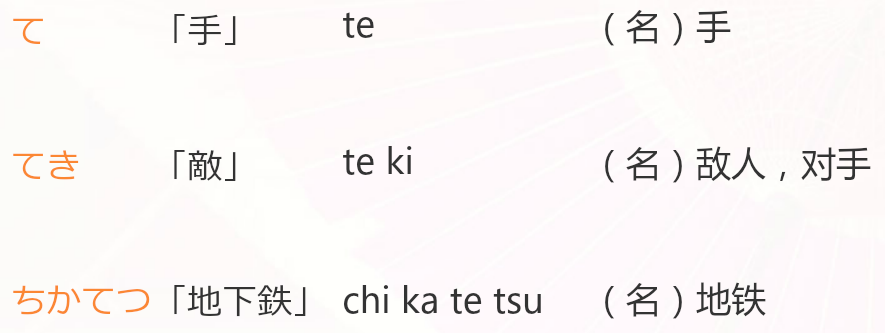 て 「手」 te （名）手
てき 「敵」 te ki （名）敌人，对手
ちかてつ 「地下鉄」 chi ka te tsu （名）地铁